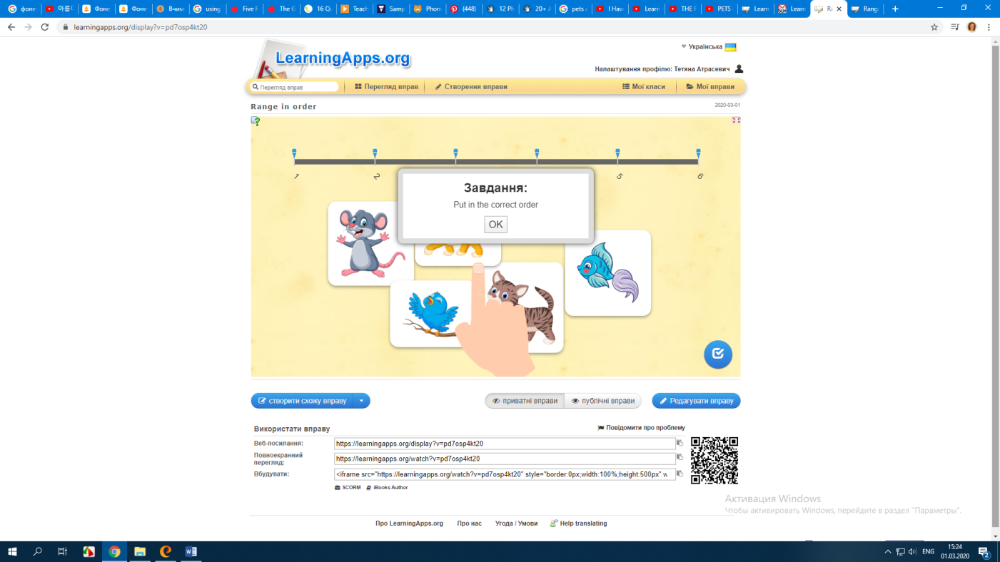 фоне
아름다
Фоне
Фоне
Вчим
using
Five F
The G
16 Qu
Teach
Samp
Phon
(448)
12 Ph
20+ A
pets a
I Have
Learn
THE F
PETS
Learn
Learn
Ra
Rang
learningapps.org/display?v=pd7osp4kt20
LearningApps.org
Українська
Налаштування профілю: Тетяна Атрасевич
Перегляд вправ
Перегляд вправ
Створення вправи
Мої класи
Мої вправи
Range in order
2020-03-01
1
2
5
6
Завдання:
Put in the correct order
OK
створити схожу вправу
приватні вправи
публічні вправи
Редагувати вправу
Використати вправу
Повідомити про проблему
Веб-посилання:
https://learningapps.org/display?v=pd7osp4kt20
Повноекранний
перегляд:
https://learningapps.org/watch?v=pd7osp4kt20
Вбудувати:
<iframe src="https://learningapps.org/watch?v=pd7osp4kt20" style="border:0px;width:100%;height:500px" w
SCORM
iBooks Author
Активация Windows
Чтобы активировать Windows, перейдите в раздел "Параметры".
Про LearningApps.org
Про нас
Угода / Умови
Help translating
ENG
15:24
01.03.2020
2